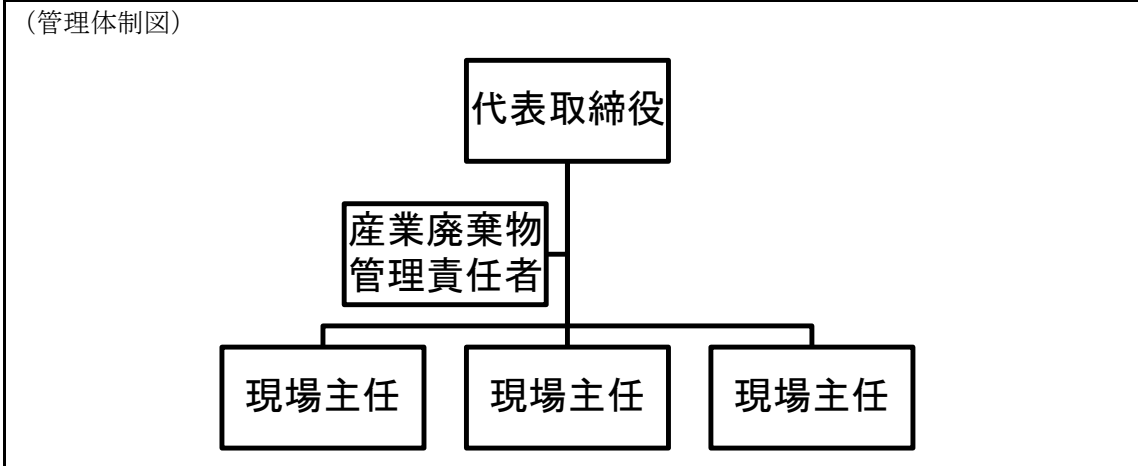 （管理体制図）
代表取締役
産業廃棄物
管理責任者
現場主任
現場主任
現場主任